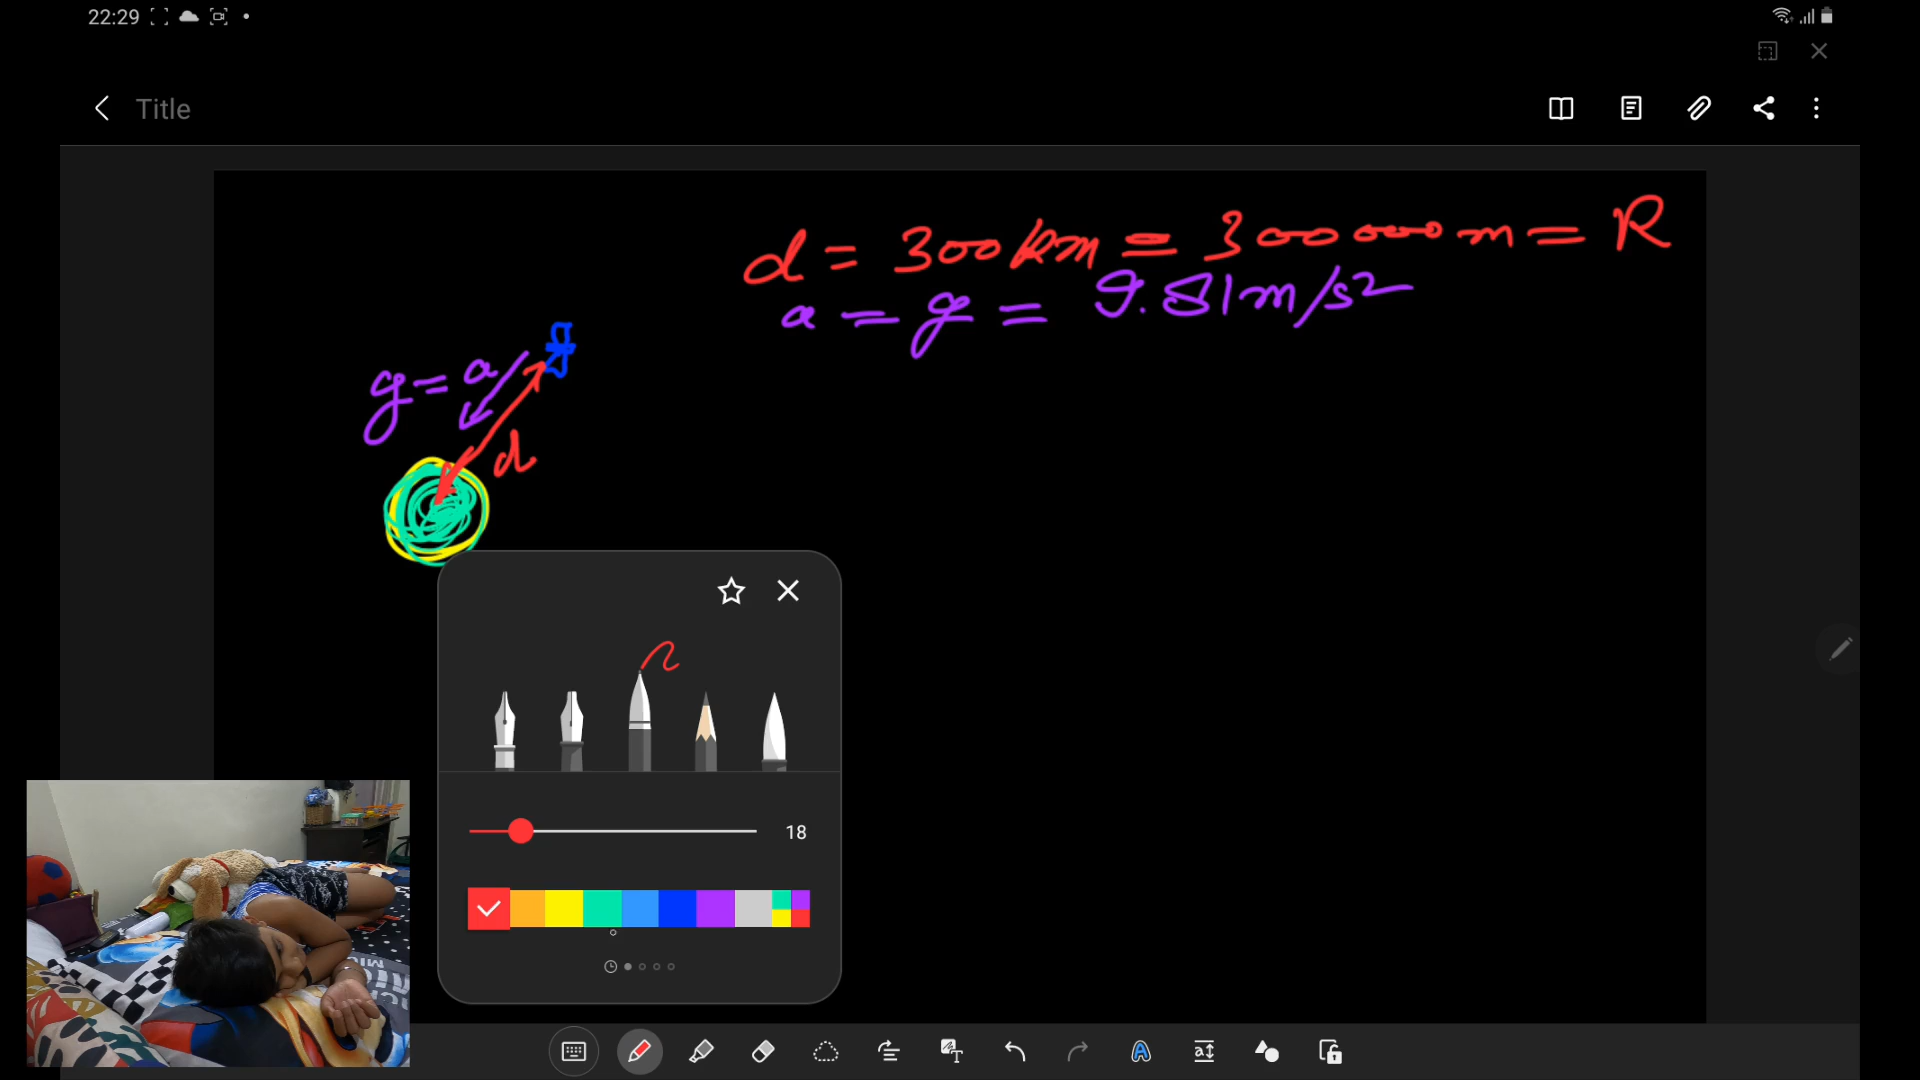 22:29
Title
d = 300km = 300000m = R
a = g = 9.81m/s²
g = a
d
18